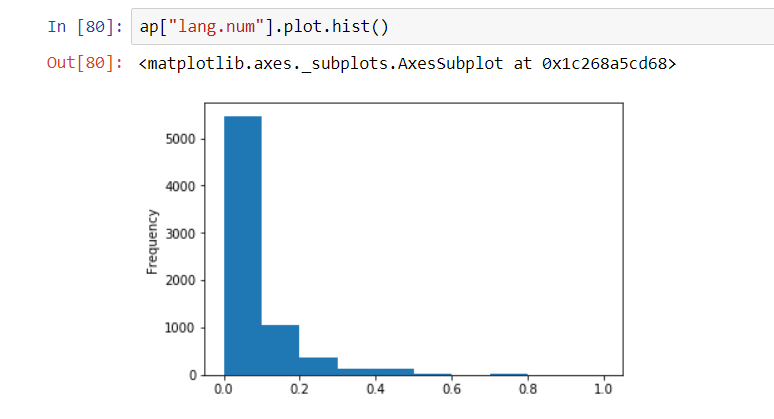 In [80]: ap["lang.num"].plot.hist()
Out[80]: <matplotlib.axes._subplots.AxesSubplot at 0x1c268a5cd68>
5000
4000
3000
2000
1000
0
Frequency
0.0 0.2 0.4 0.6 0.8 1.0